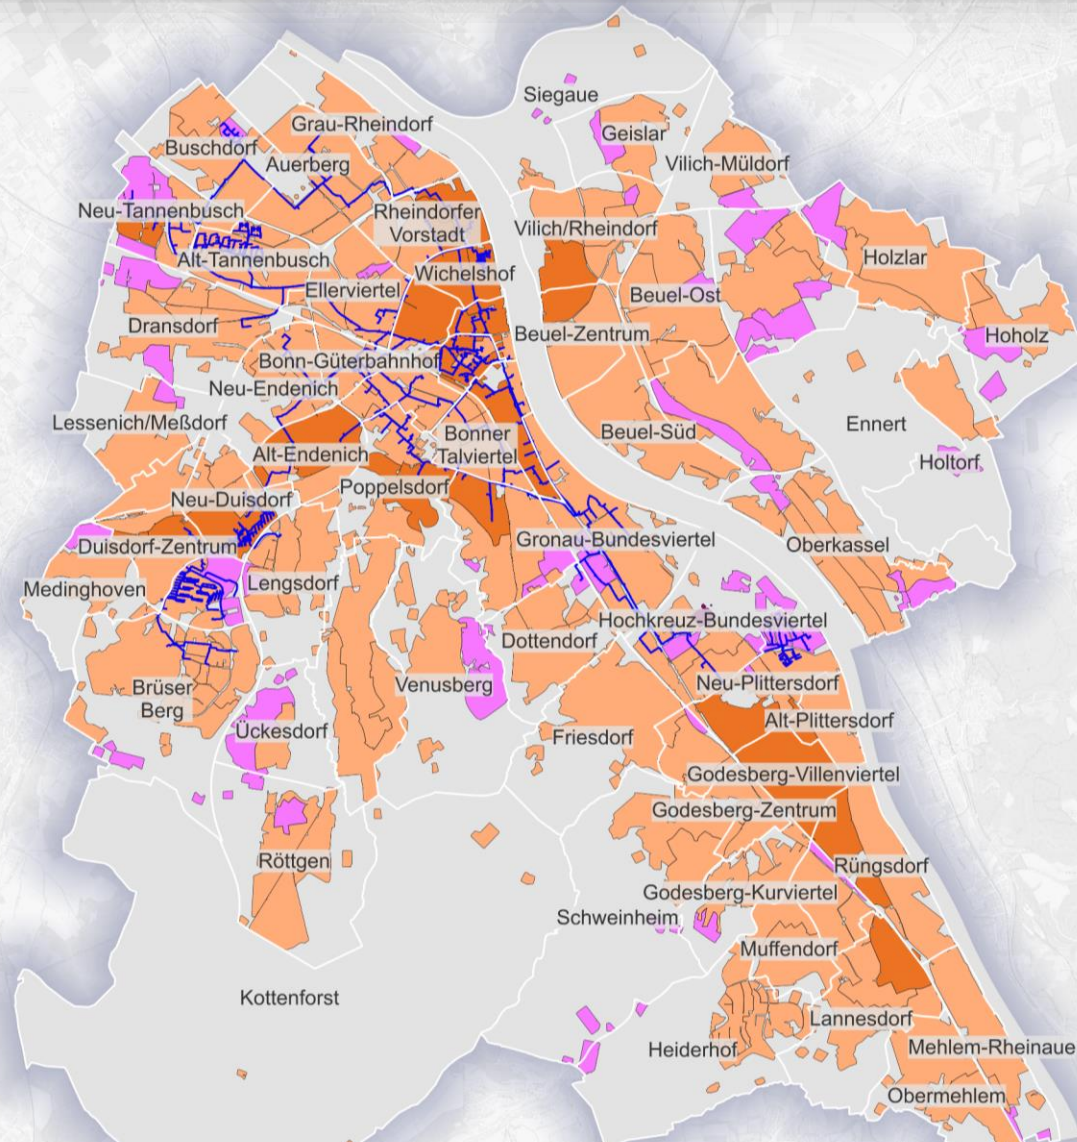 Siegaue
Grau-Rheindorf
Geislar
Buschdorf
Auerberg
Vilich-Müldorf
Neu-Tannenbusch
Rheindorfer
Vorstadt
Vilich/Rheindorf
Alt-Tannenbusch
Wichelshof
Holzlar
Ellerviertel
Beuel-Ost
Dransdorf
Beuel-Zentrum
Hoholz
Bonn-Güterbahnhof
Neu-Endenich
Lessenich/Meßdorf
Beuel-Süd
Ennert
Bonner
Talviertel
Alt-Endenich
Holtorf
Poppelsdorf
Neu-Duisdorf
Gronau-Bundesviertel
Oberkassel
Duisdorf-Zentrum
Medinghoven
Lengsdorf
Hochkreuz-Bundesviertel
Dottendorf
Venusberg
Neu-Plittersdorf
Brüser
Berg
Alt-Plittersdorf
Ückesdorf
Friesdorf
Godesberg-Villenviertel
Godesberg-Zentrum
Röttgen
Rüngsdorf
Godesberg-Kurviertel
Schweinheim
Muffendorf
Kottenforst
Lannesdorf
Heiderhof
Mehlem-Rheinaue
Obermehlem